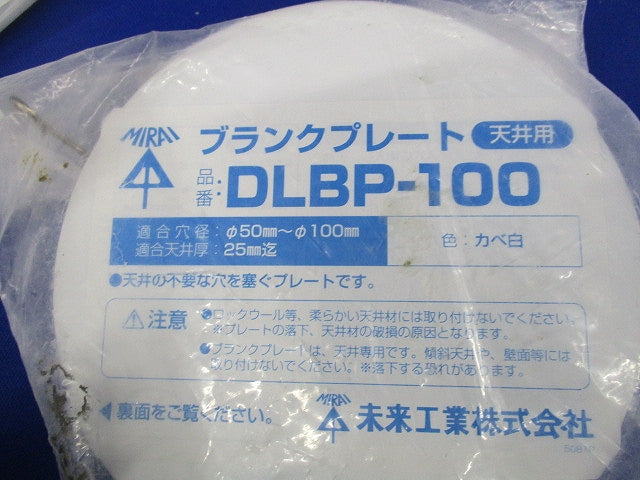 MIRAI
ブランクプレート 天井用
品番: DLBP-100
適合穴径:φ50mm～φ100mm
適合天井厚:25mm迄
色:カベ白
●天井の不要な穴を塞ぐプレートです。
⚠注意
●ロックウール等、柔らかい天井材には取り付けないでください。
※プレートの落下、天井材の破損の原因となります。
●ブランクプレートは、天井専用です。傾斜天井や、壁面等には
取り付けないでください。※落下する恐れがあります。
◀裏面をご覧ください。
MIRAI 未来工業株式会社